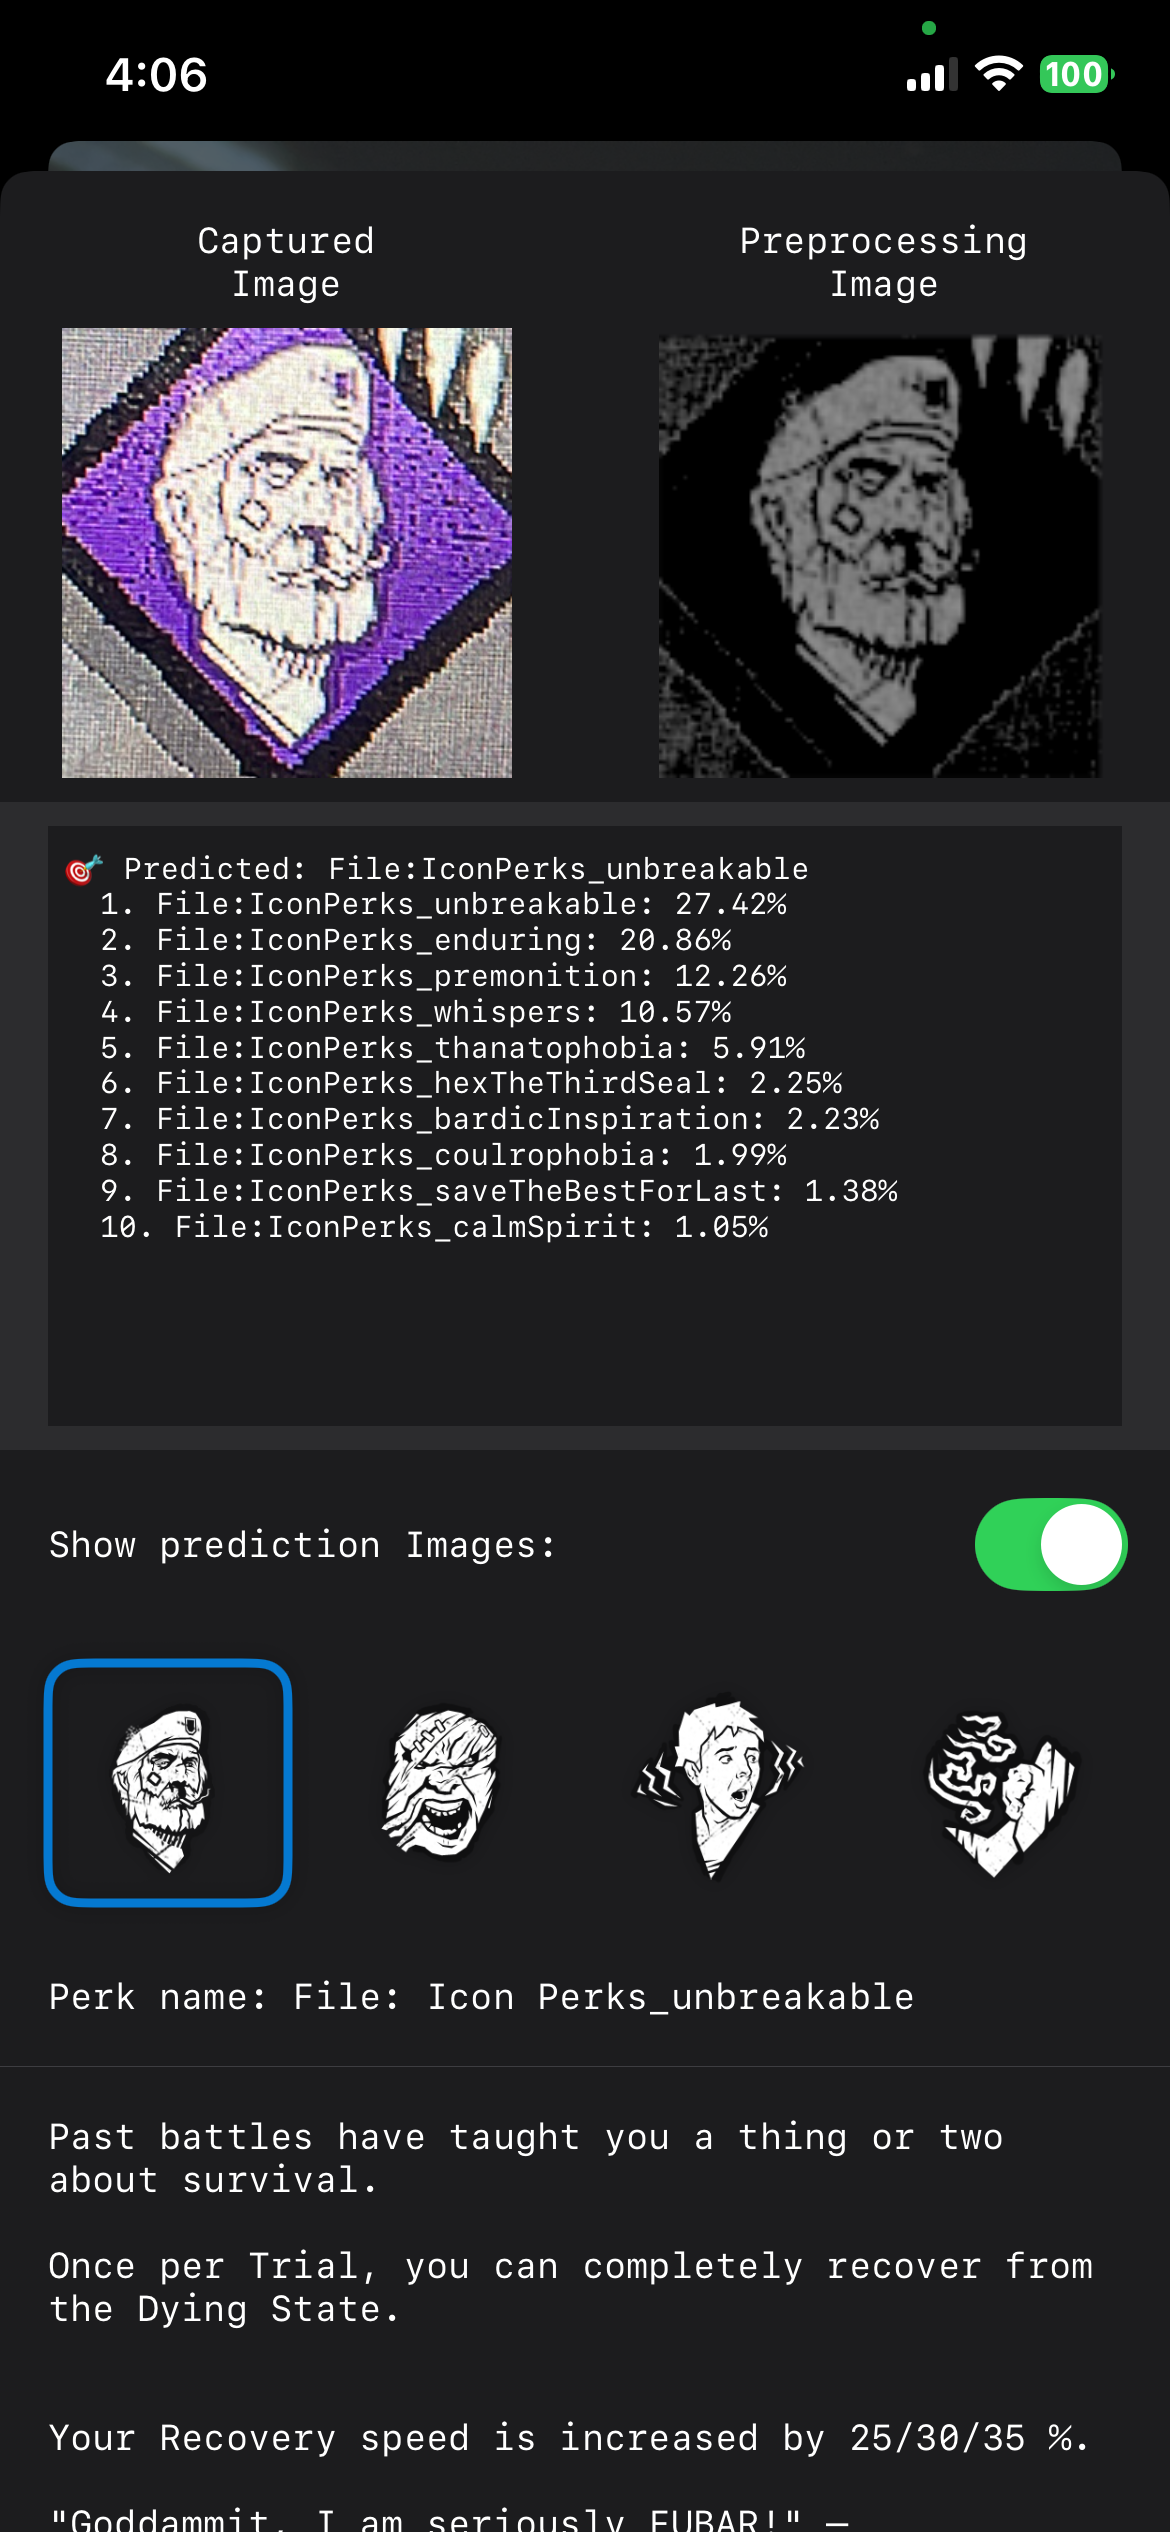 4:06
100
Captured
Image
Preprocessing
Image
🎯 Predicted: File:IconPerks_unbreakable
1. File:IconPerks_unbreakable: 27.42%
2. File:IconPerks_enduring: 20.86%
3. File:IconPerks_premonition: 12.26%
4. File:IconPerks_whispers: 10.57%
5. File:IconPerks_thanatophobia: 5.91%
6. File:IconPerks_hexTheThirdSeal: 2.25%
7. File:IconPerks_bardicInspiration: 2.23%
8. File:IconPerks_coulrophobia: 1.99%
9. File:IconPerks_saveTheBestForLast: 1.38%
10. File:IconPerks_calmSpirit: 1.05%
Show prediction Images:
Perk name: File: Icon Perks_unbreakable
Past battles have taught you a thing or two
about survival.
Once per Trial, you can completely recover from
the Dying State.
Your Recovery speed is increased by 25/30/35 %.
"Goddammit, I am seriously FUBAR!" —